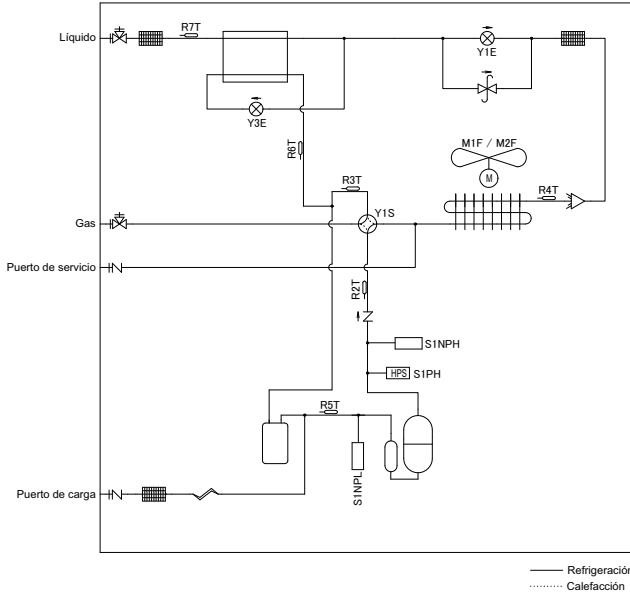 R7T
Líquido
Y1E
Y3E
R6T
M1F / M2F
M
R3T
R4T
Y1S
Gas
Puerto de servicio
R2T
S1NPH
HPS S1PH
R5T
S1NPL
Puerto de carga
Refrigeración
Calefacción